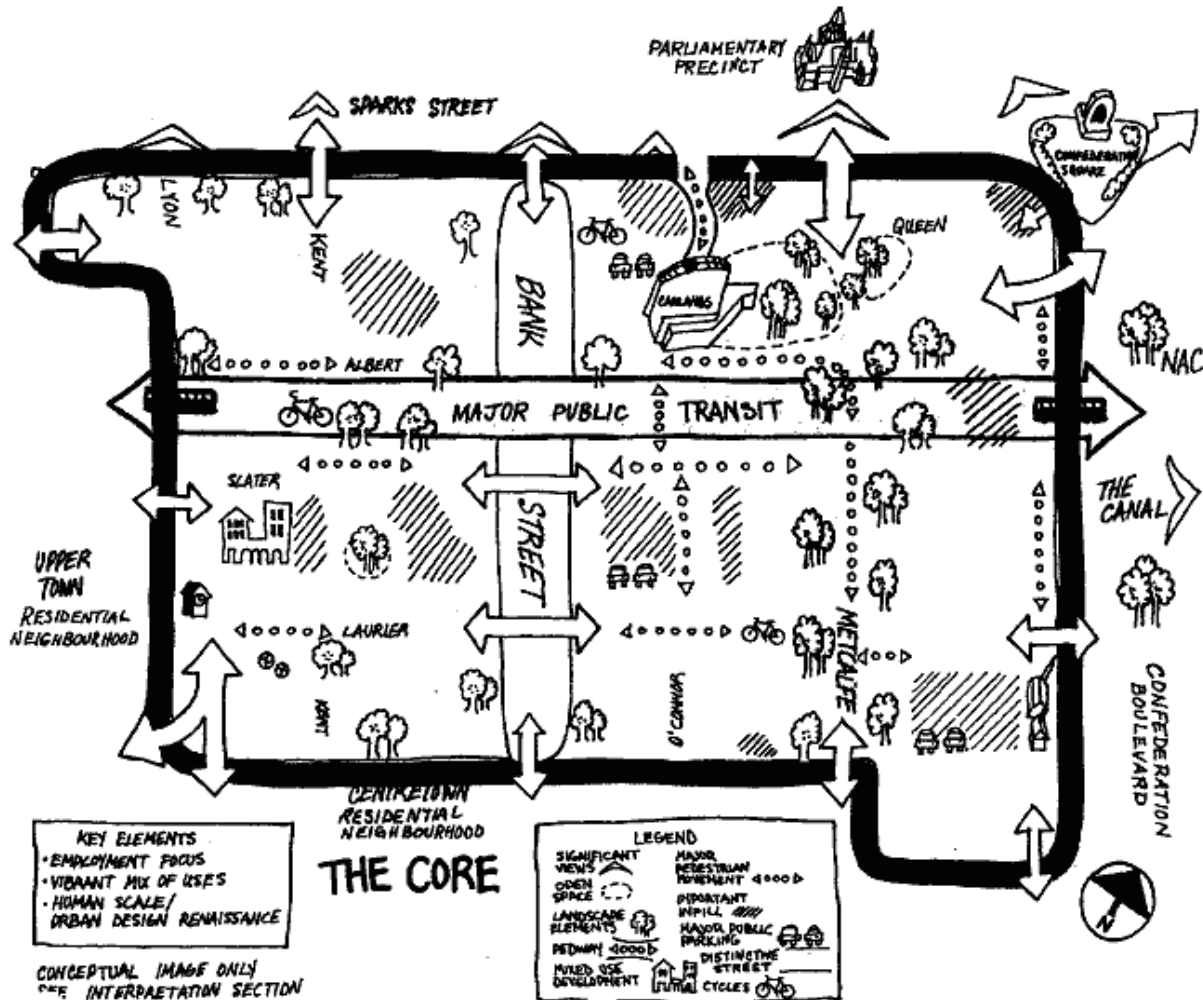 PARLIAMENTARY
PRECINCT
SPARKS STREET
CONFEDERATION
SQUARE
LYON
KENT
QUEEN
BANK
CANLANDS
ALBERT
NAC
MAJOR PUBLIC TRANSIT
SLATER
STREET
THE
CANAL
UPPER
TOWN
RESIDENTIAL
NEIGHBOURHOOD
LAURIER
METCALFE
KENT
O'CONNOR
CONFEDERATION
BOULEVARD
CENTRETOWN
RESIDENTIAL
NEIGHBOURHOOD
THE CORE
KEY ELEMENTS
• EMPLOYMENT FOCUS
• VIBRANT MIX OF USES
• HUMAN SCALE/
URBAN DESIGN RENAISSANCE
CONCEPTUAL IMAGE ONLY
SEE INTERPRETATION SECTION
LEGEND
SIGNIFICANT
VIEWS
OPEN
SPACE
LANDSCAPE
ELEMENTS
PEDWAY
MIXED USE
DEVELOPMENT
MAJOR
PEDESTRIAN
MOVEMENT
IMPORTANT
INFILL
MAJOR PUBLIC
PARKING
DISTINCTIVE
STREET
CYCLES
N